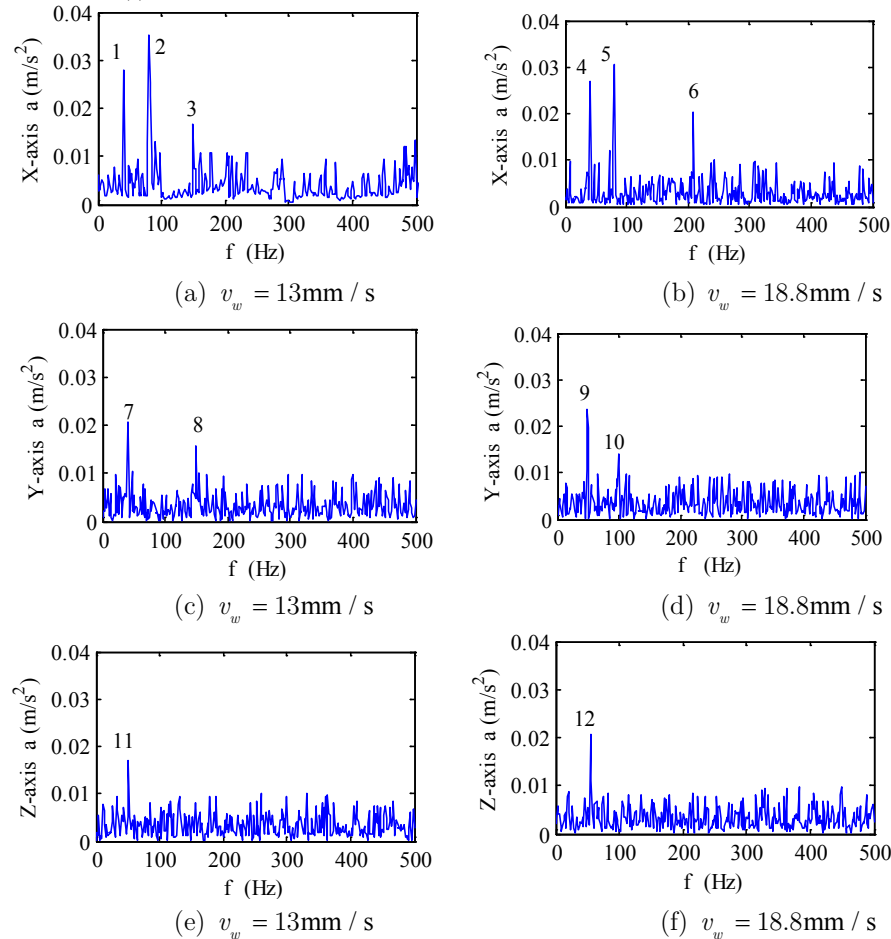 0.04
0.03
0.02
0.01
0
X-axis a (m/s²)
1
2
3
0 100 200 300 400 500
f (Hz)
(a) v_w = 13mm / s
0.04
0.03
0.02
0.01
0
X-axis a (m/s²)
4
5
6
0 100 200 300 400 500
f (Hz)
(b) v_w = 18.8mm / s
0.04
0.03
0.02
0.01
0
Y-axis a (m/s²)
7
8
0 100 200 300 400 500
f (Hz)
(c) v_w = 13mm / s
0.04
0.03
0.02
0.01
0
Y-axis a (m/s²)
9
10
0 100 200 300 400 500
f (Hz)
(d) v_w = 18.8mm / s
0.04
0.03
0.02
0.01
0
Z-axis a (m/s²)
11
0 100 200 300 400 500
f (Hz)
(e) v_w = 13mm / s
0.04
0.03
0.02
0.01
0
Z-axis a (m/s²)
12
0 100 200 300 400 500
f (Hz)
(f) v_w = 18.8mm / s